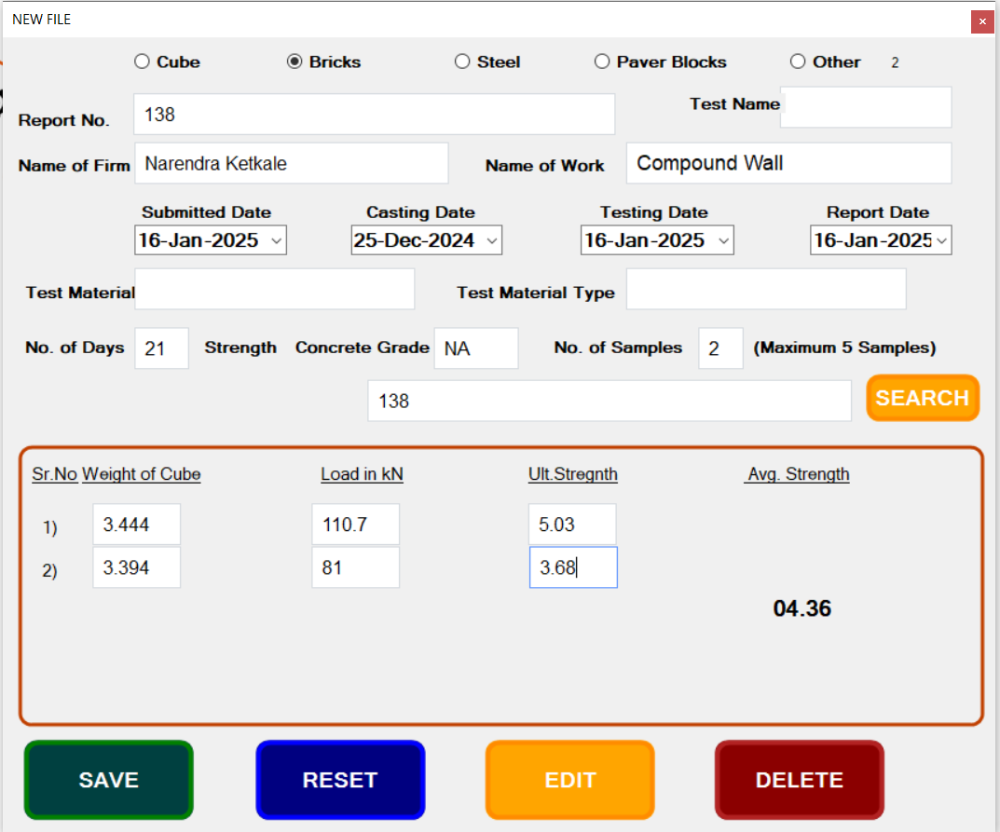 NEW FILE
Cube Bricks Steel Paver Blocks Other 2
Report No. 138 Test Name
Name of Firm Narendra Ketkale Name of Work Compound Wall
Submitted Date Casting Date Testing Date Report Date
16-Jan-2025 25-Dec-2024 16-Jan-2025 16-Jan-2025
Test Material Test Material Type
No. of Days 21 Strength Concrete Grade NA No. of Samples 2 (Maximum 5 Samples)
138 SEARCH
Sr.No Weight of Cube Load in kN Ult.Stregnth Avg. Strength
1) 3.444 110.7 5.03
2) 3.394 81 3.68
04.36
SAVE RESET EDIT DELETE